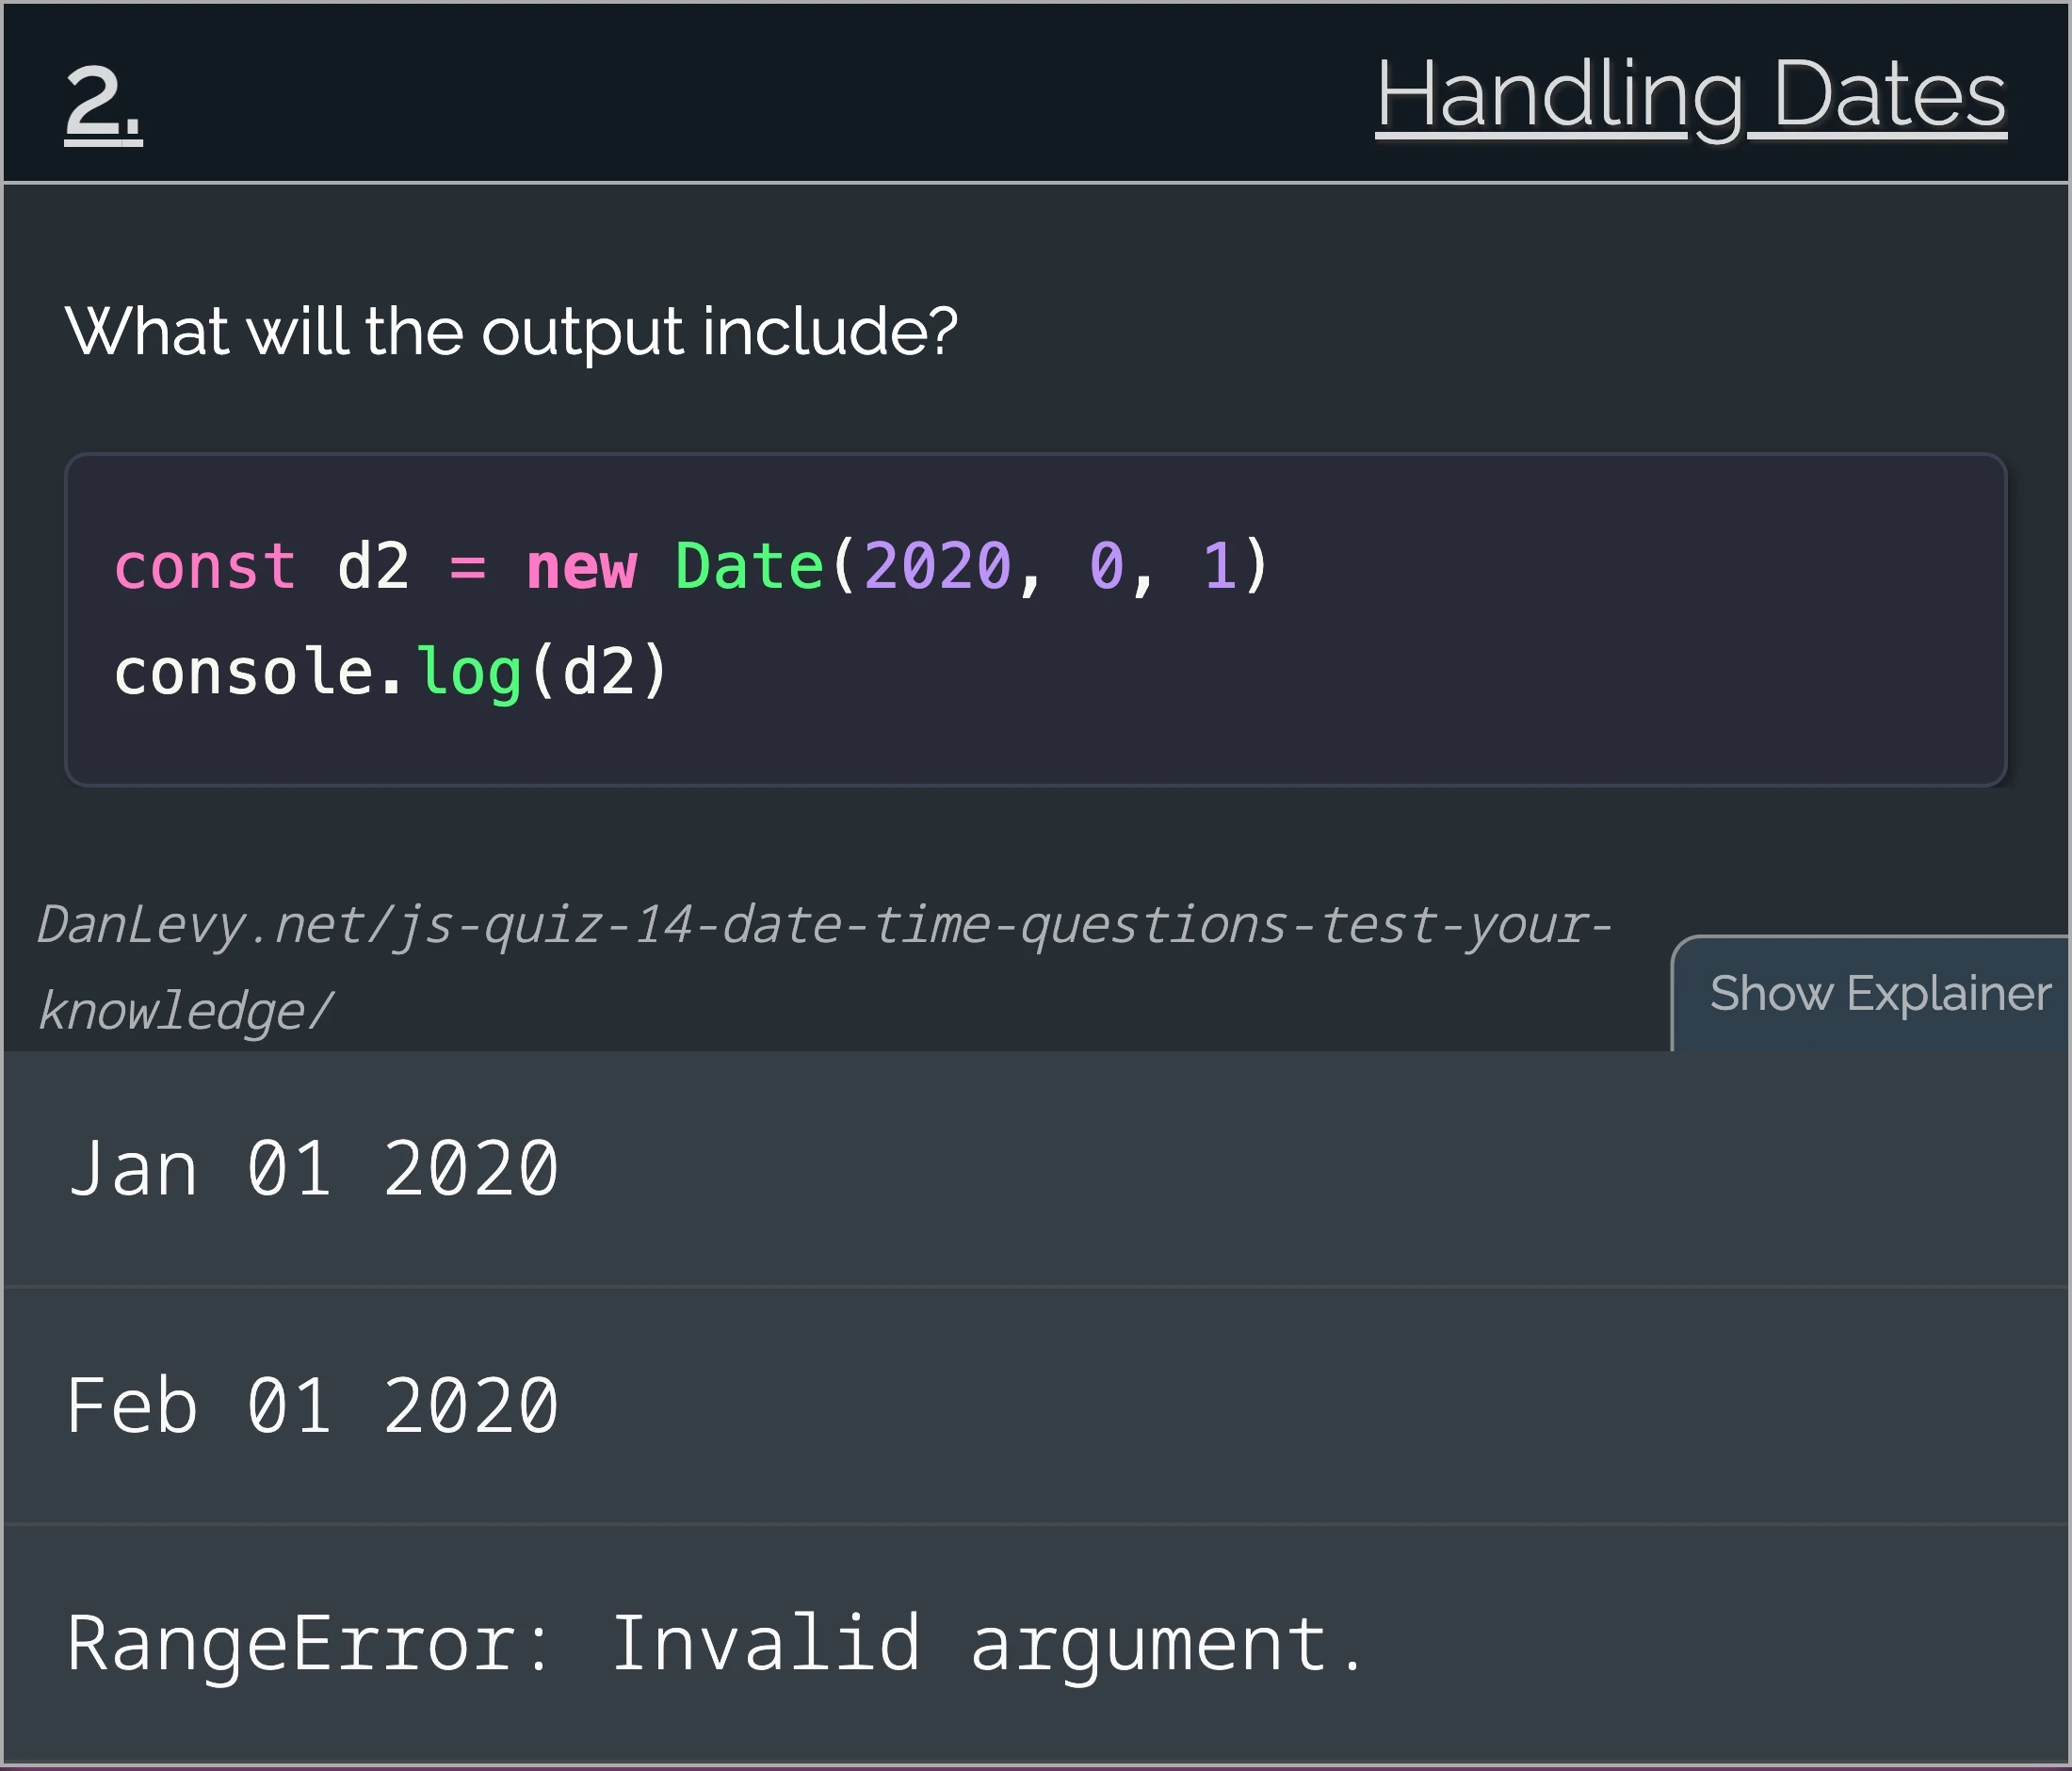 2.
Handling Dates
What will the output include?
const d2 = new Date(2020, 0, 1)
console.log(d2)
DanLevy.net/js-quiz-14-date-time-questions-test-your-
knowledge/
Show Explainer
Jan 01 2020
Feb 01 2020
RangeError: Invalid argument.